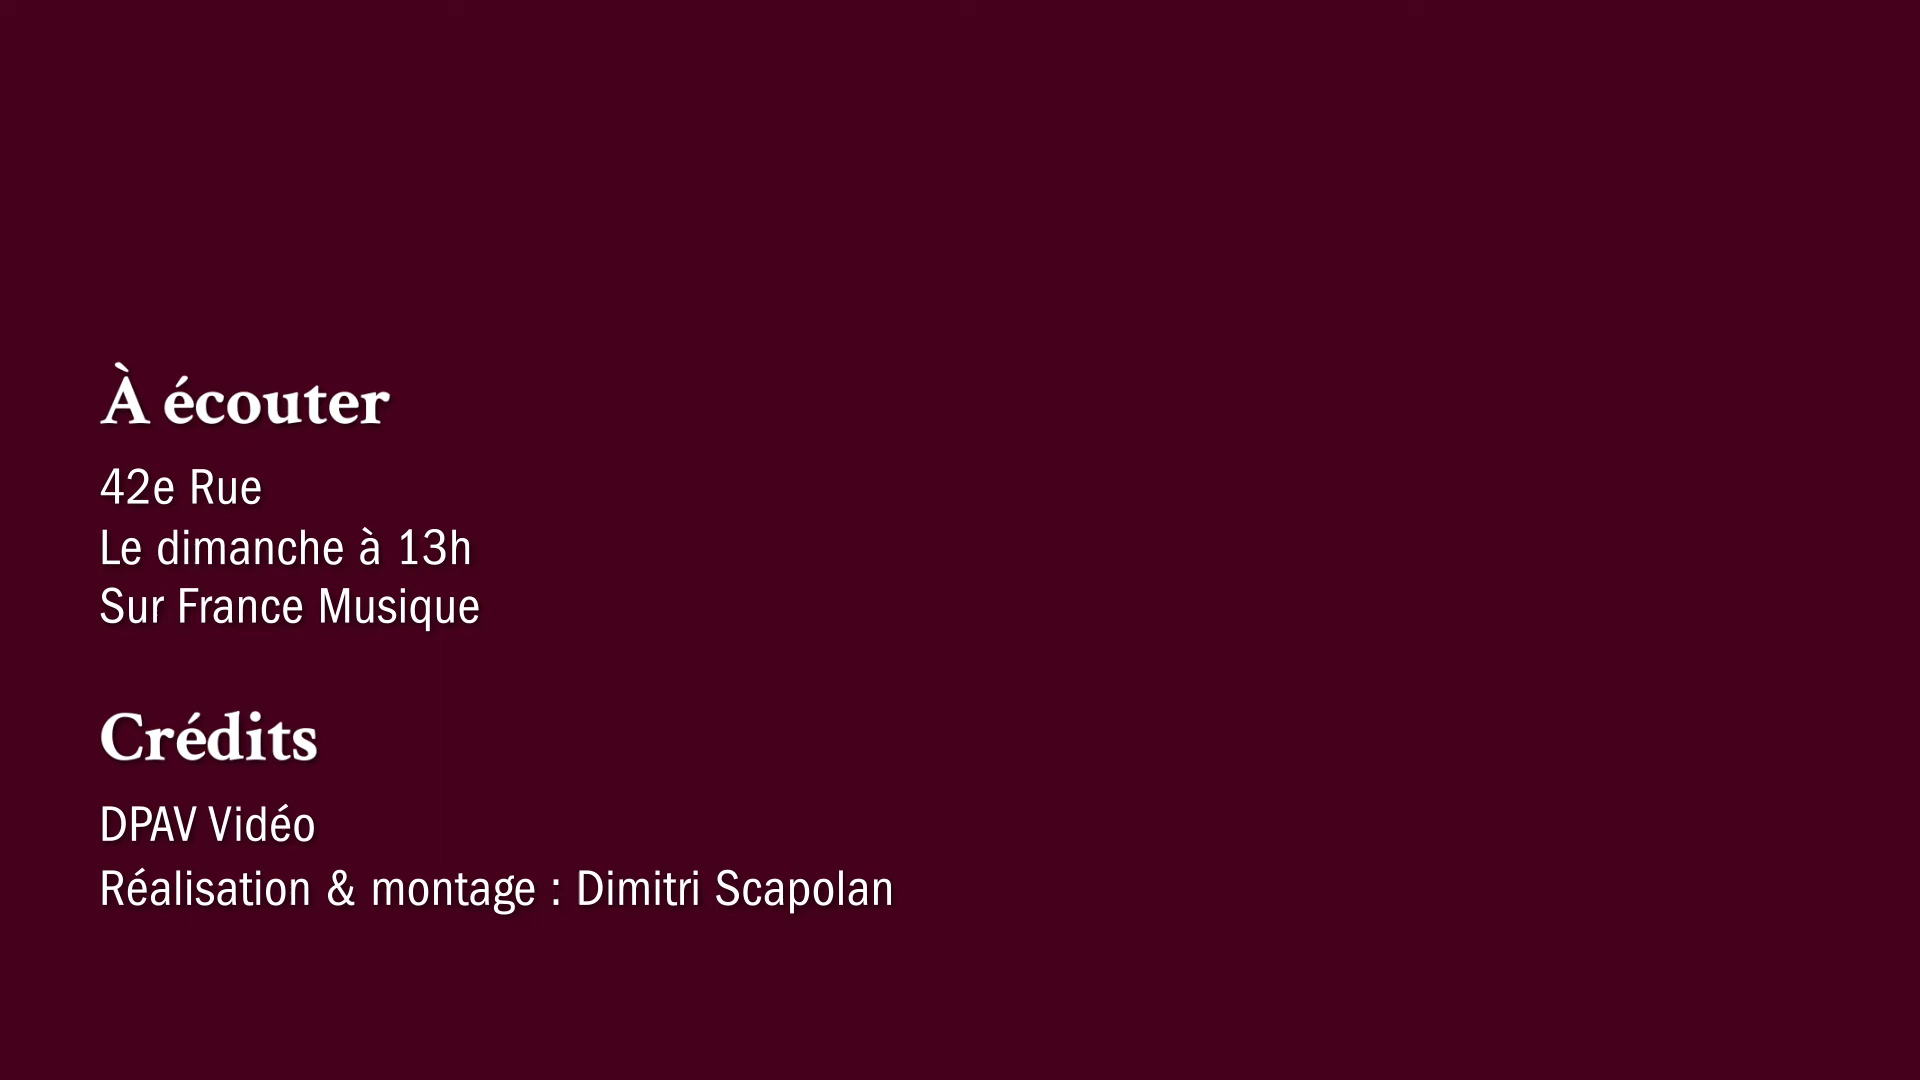 À écouter
42e Rue
Le dimanche à 13h
Sur France Musique
Crédits
DPAV Vidéo
Réalisation & montage : Dimitri Scapolan